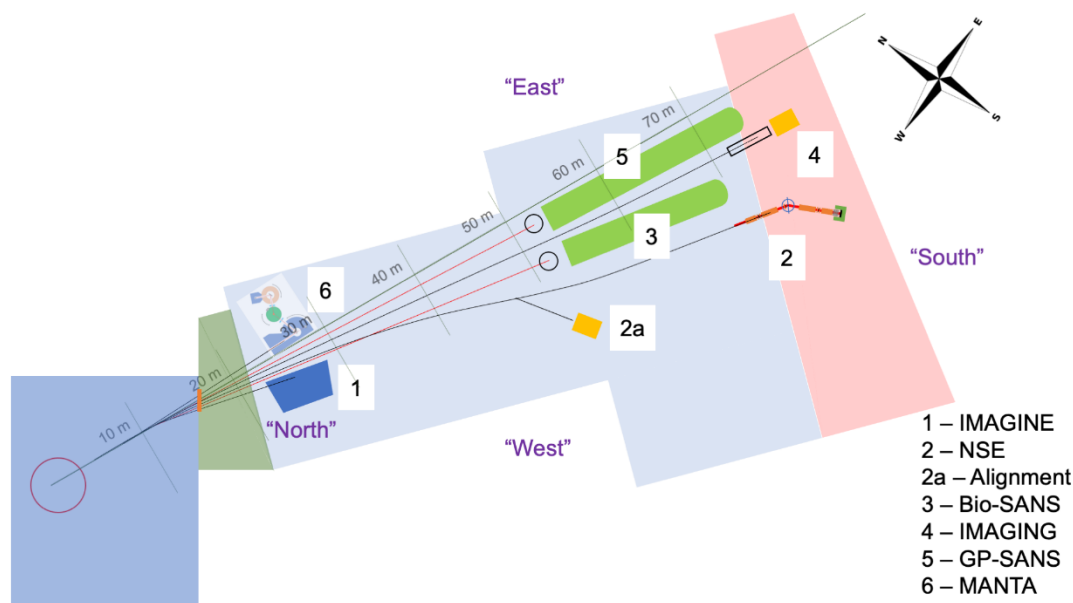 N
E
S
W
"East"
70 m
5
4
60 m
3
50 m
2
"South"
40 m
6
2a
30 m
20 m
1
"North"
"West"
10 m
1 – IMAGINE
2 – NSE
2a – Alignment
3 – Bio-SANS
4 – IMAGING
5 – GP-SANS
6 – MANTA